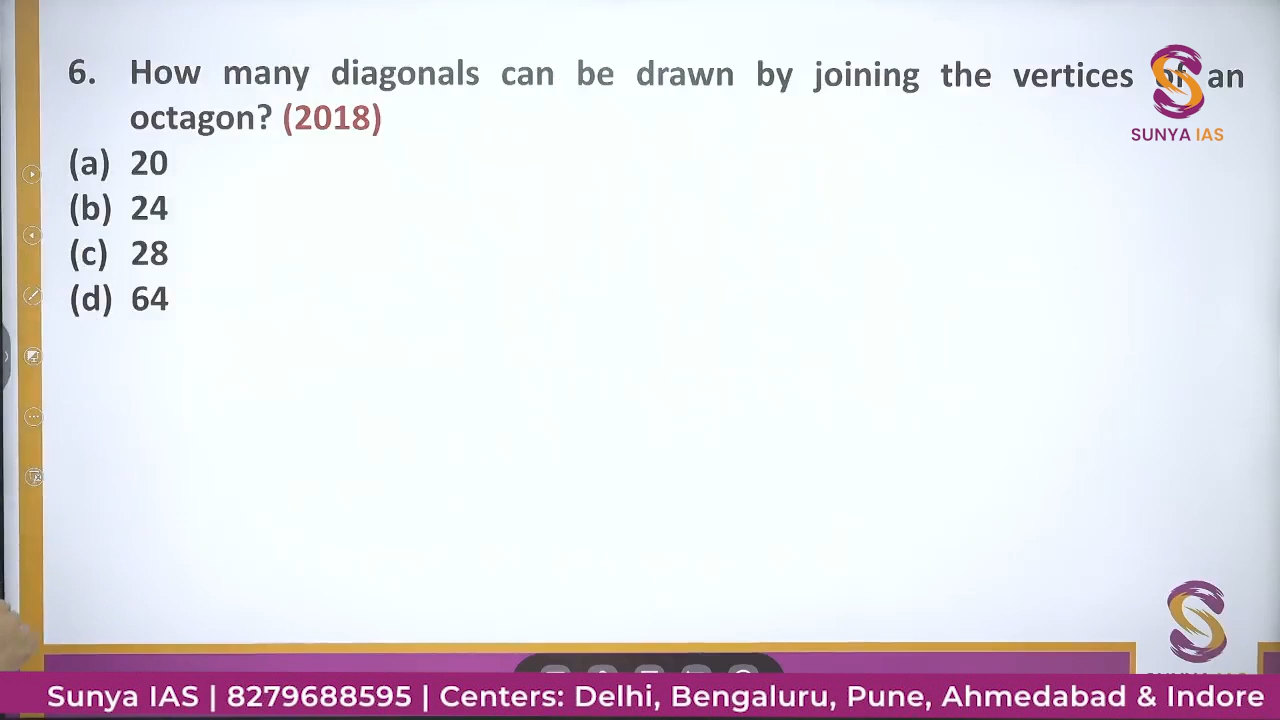 6. How many diagonals can be drawn by joining the vertices of an
octagon? (2018)
(a) 20
(b) 24
(c) 28
(d) 64
SUNYA IAS
Sunya IAS | 8279688595 | Centers: Delhi, Bengaluru, Pune, Ahmedabad & Indore